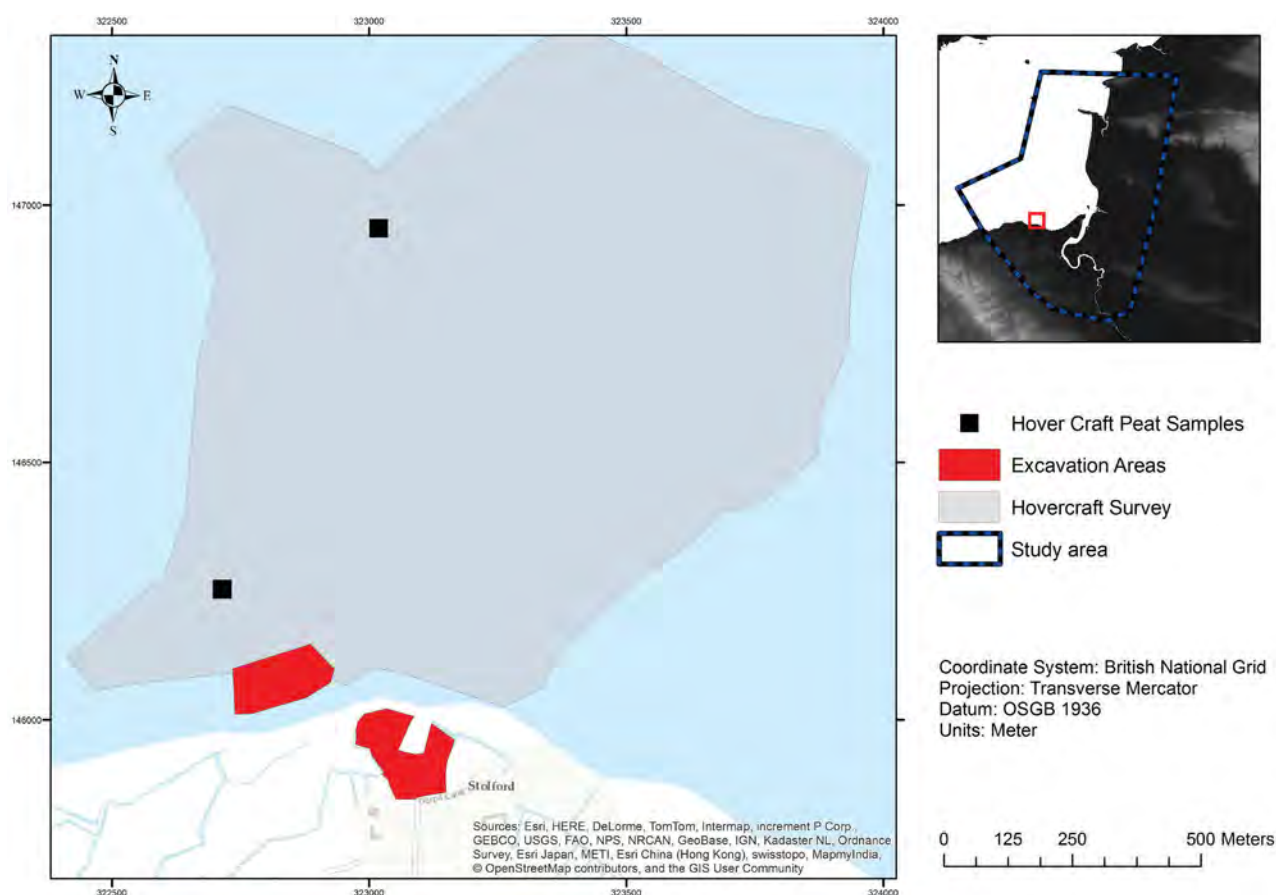 322500 323000 323500 324000
N
W E
S
147000
147000
146500
146500
146000
146000
Stolford
Sources: Esri, HERE, DeLorme, TomTom, Intermap, increment P Corp.,
GEBCO, USGS, FAO, NPS, NRCAN, GeoBase, IGN, Kadaster NL, Ordnance
Survey, Esri Japan, METI, Esri China (Hong Kong), swisstopo, MapmyIndia,
© OpenStreetMap contributors, and the GIS User Community
322500 323000 323500 324000
Hover Craft Peat Samples
Excavation Areas
Hovercraft Survey
Study area
Coordinate System: British National Grid
Projection: Transverse Mercator
Datum: OSGB 1936
Units: Meter
0 125 250 500 Meters